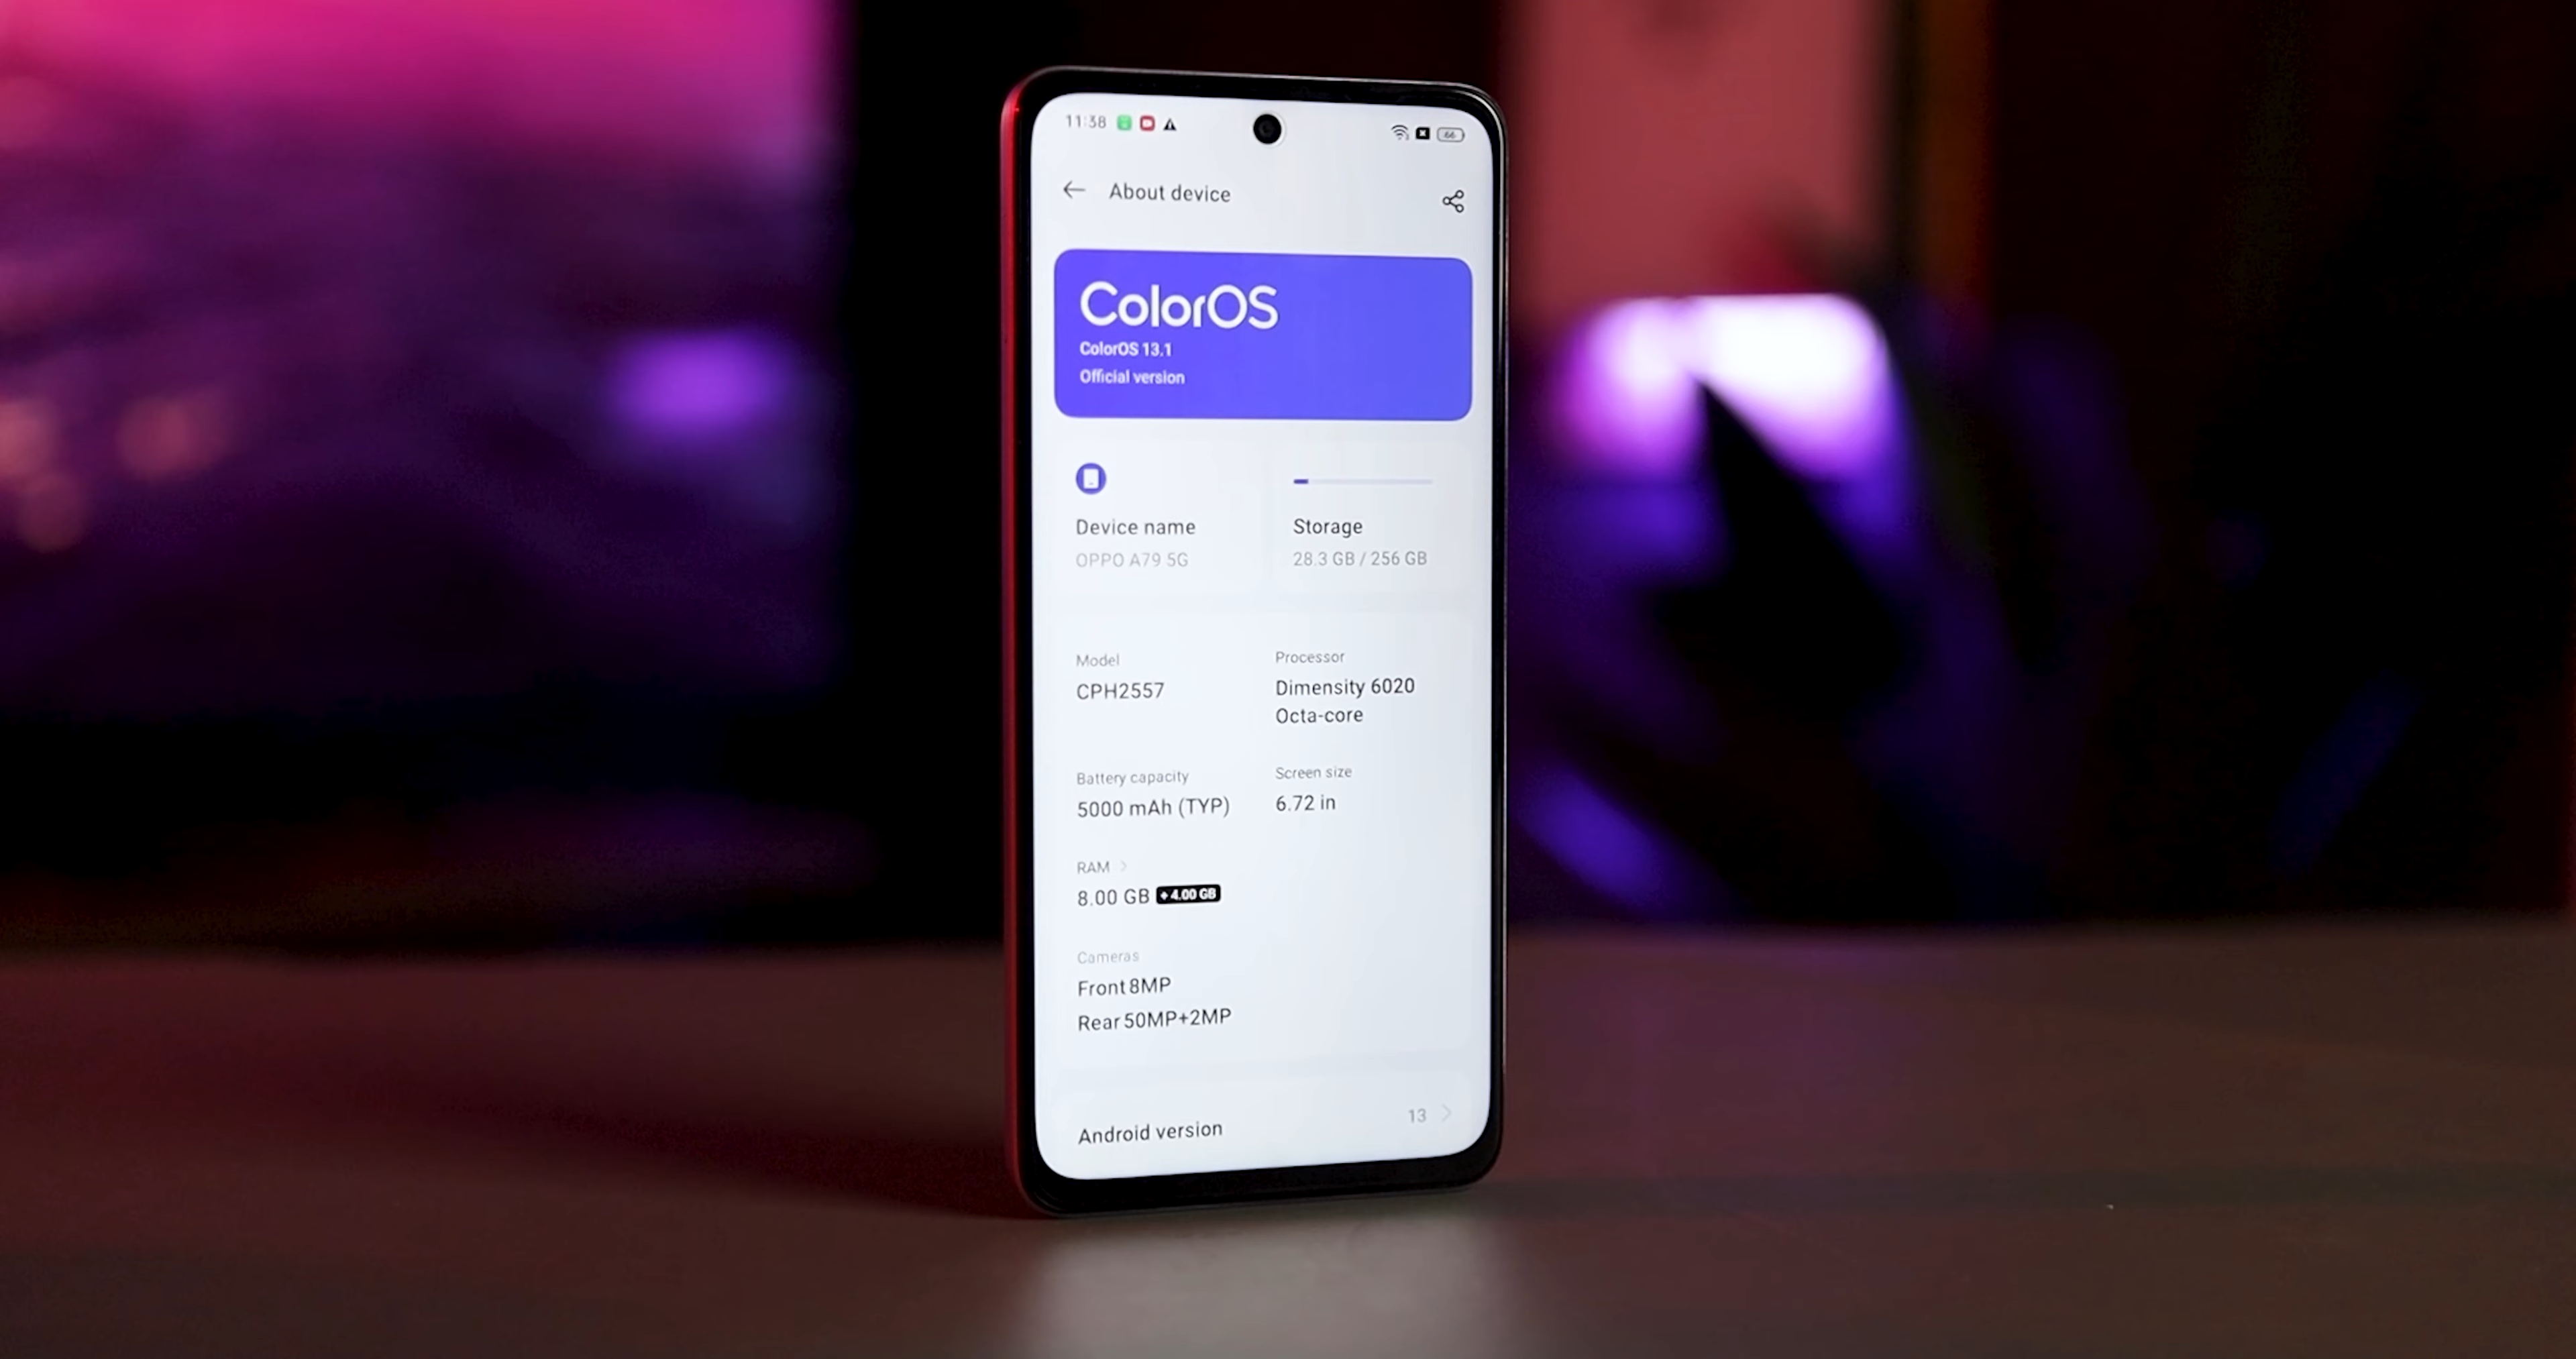 11:38
66
About device
ColorOS
ColorOS 13.1
Official version
Device name
OPPO A79 5G
Storage
28.3 GB / 256 GB
Model
CPH2557
Processor
Dimensity 6020
Octa-core
Battery capacity
5000 mAh (TYP)
Screen size
6.72 in
RAM >
8.00 GB +4.00 GB
Cameras
Front 8MP
Rear 50MP+2MP
Android version 13 >